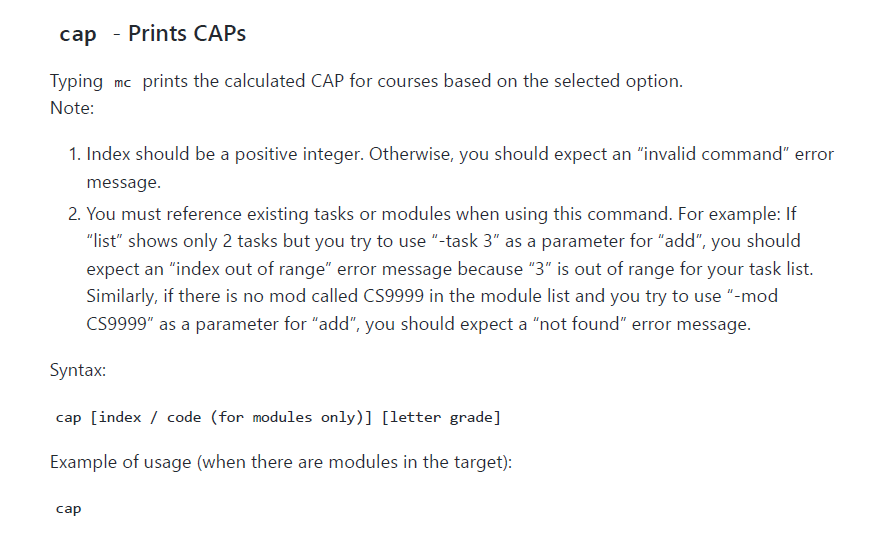 cap - Prints CAPs
Typing mc prints the calculated CAP for courses based on the selected option.
Note:
1. Index should be a positive integer. Otherwise, you should expect an “invalid command” error
message.
2. You must reference existing tasks or modules when using this command. For example: If
“list” shows only 2 tasks but you try to use “-task 3” as a parameter for “add”, you should
expect an “index out of range” error message because “3” is out of range for your task list.
Similarly, if there is no mod called CS9999 in the module list and you try to use “-mod
CS9999” as a parameter for “add”, you should expect a “not found” error message.
Syntax:
cap [index / code (for modules only)] [letter grade]
Example of usage (when there are modules in the target):
cap